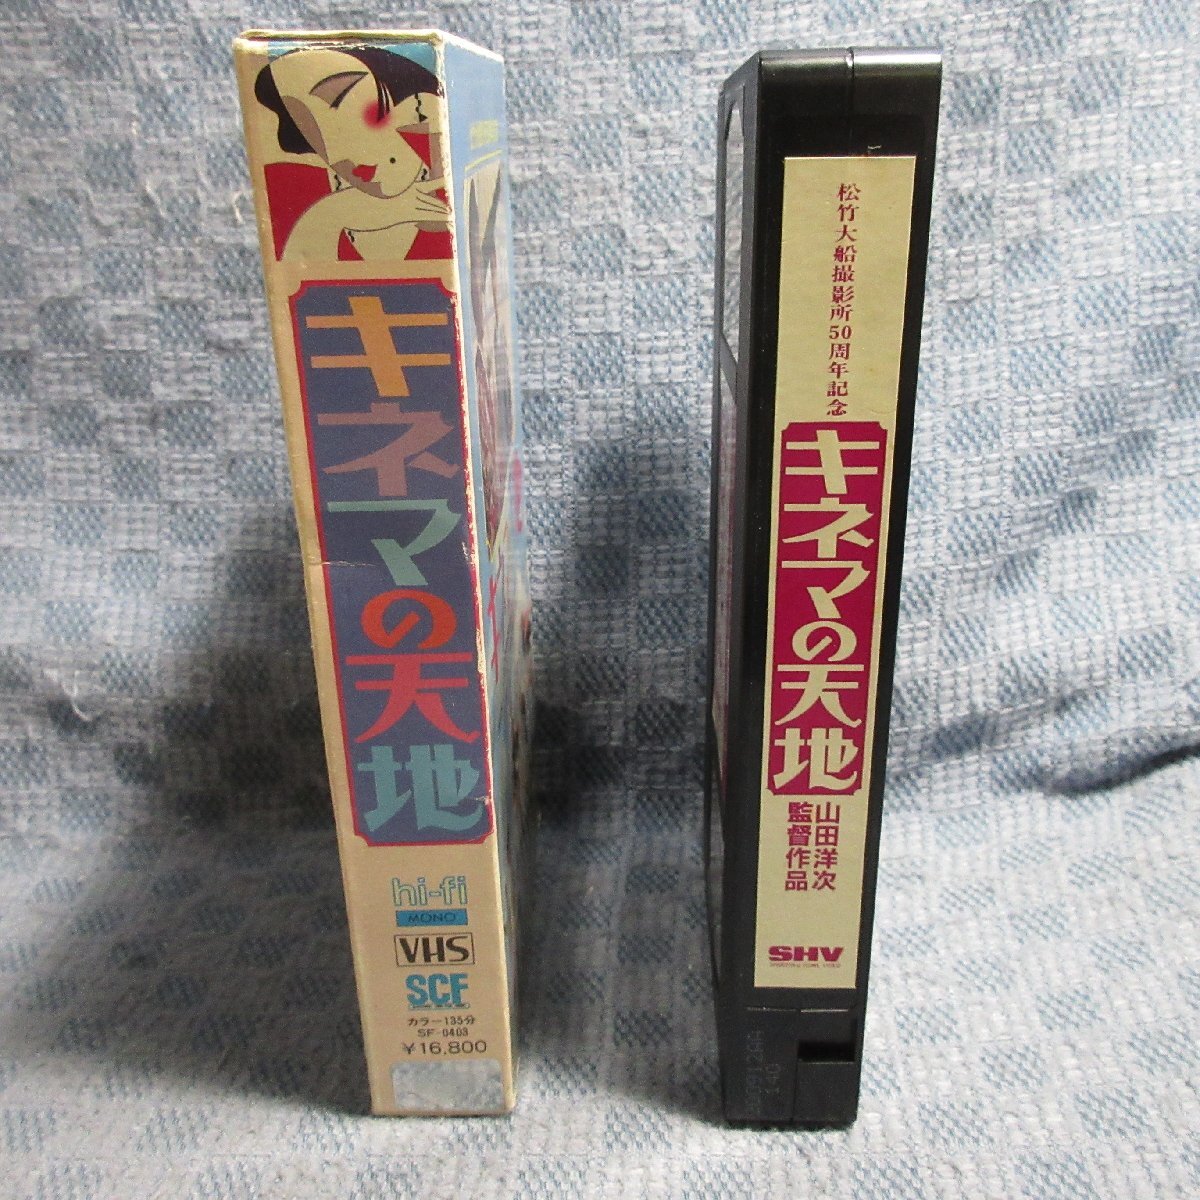 キネマの天地
hi-fi
MONO
VHS
SCF
カラー135分
SF-0403
¥16,800
松竹大船撮影所50周年記念
キネマの天地
山田洋次
監督作品
SHV